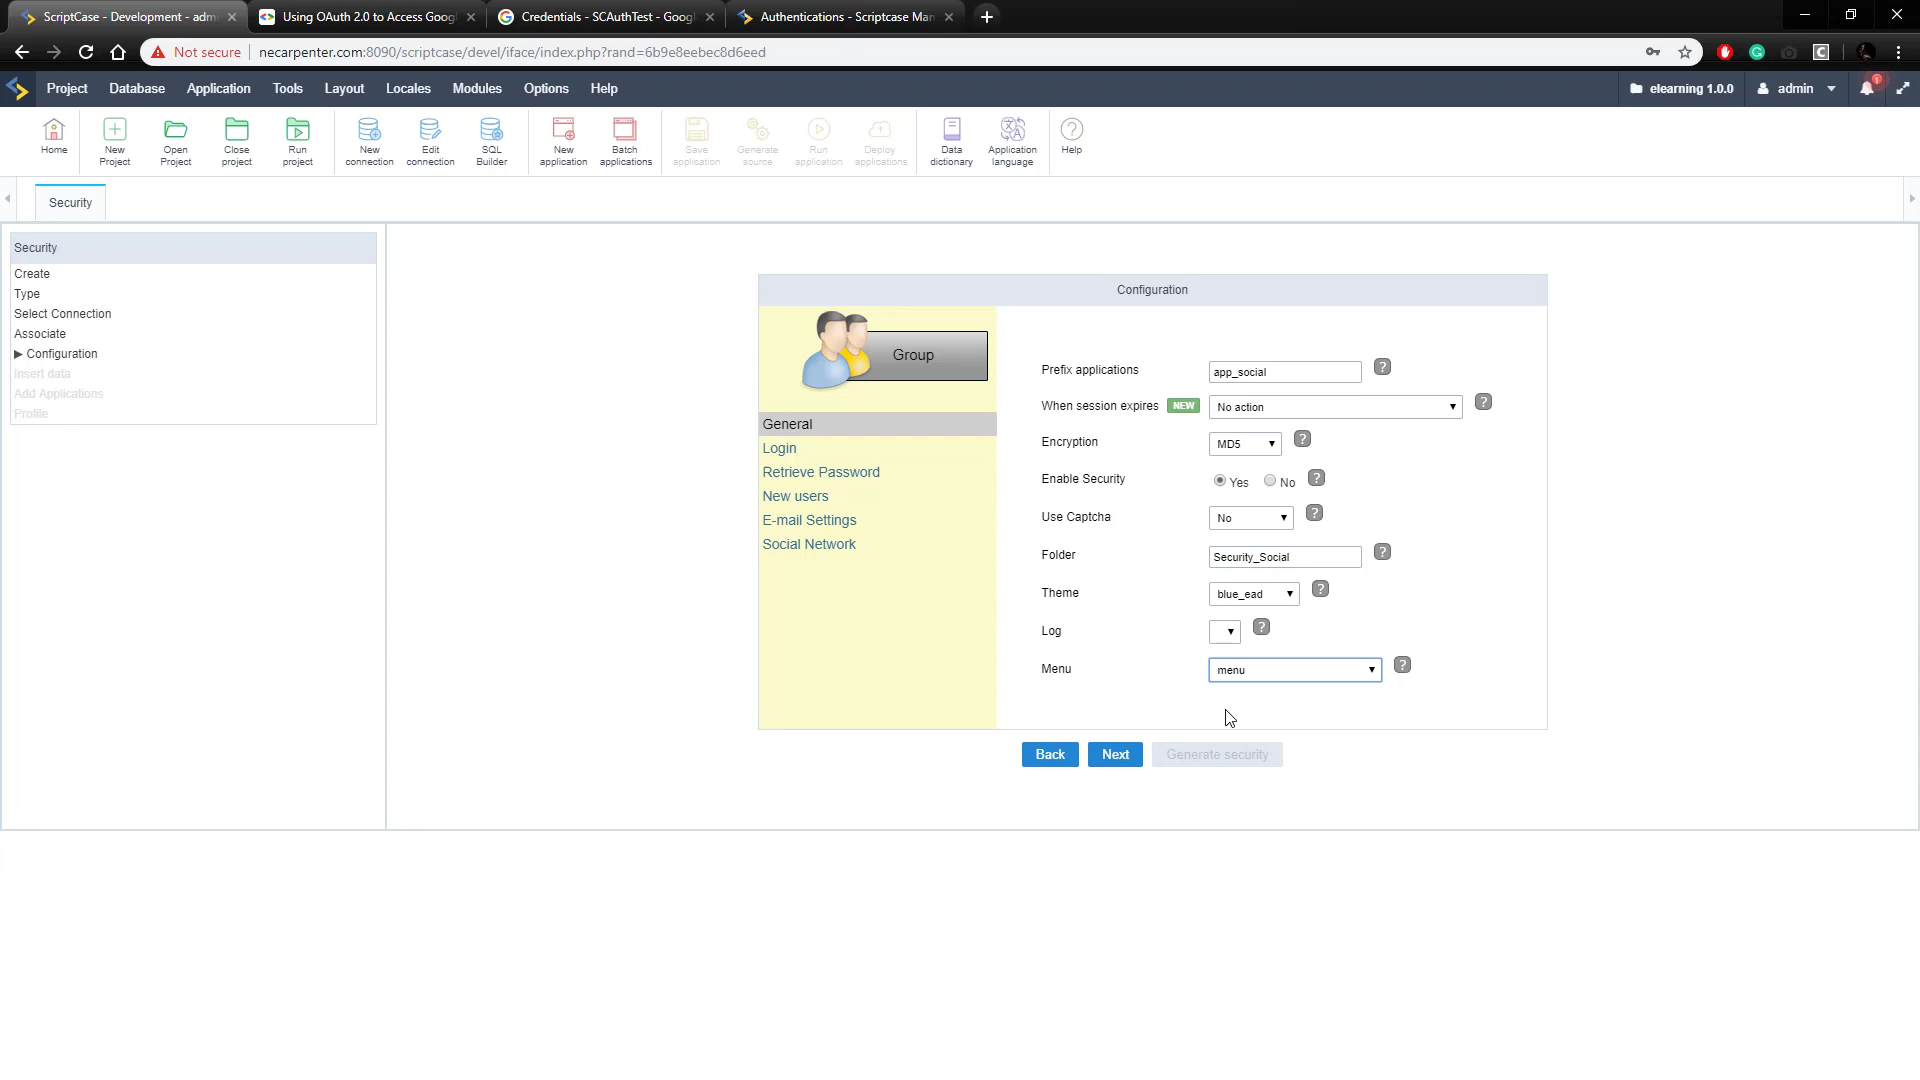 ScriptCase - Development - adm
Using OAuth 2.0 to Access Googl
Credentials - SCAuthTest - Googl
Authentications - Scriptcase Man
Not secure
necarpenter.com:8090/scriptcase/devel/iface/index.php?rand=6b9e8eebec8d6eed
Project
Database
Application
Tools
Layout
Locales
Modules
Options
Help
elearning 1.0.0
admin
1
Home
New
Project
Open
Project
Close
project
Run
project
New
connection
Edit
connection
SQL
Builder
New
application
Batch
applications
Save
application
Generate
source
Run
application
Deploy
applications
Data
dictionary
Application
language
Help
Security
Security
Create
Type
Select Connection
Associate
▶ Configuration
Insert data
Add Applications
Profile
Configuration
Group
General
Login
Retrieve Password
New users
E-mail Settings
Social Network
Prefix applications
app_social
?
When session expires
NEW
No action
?
Encryption
MD5
?
Enable Security
Yes
No
?
Use Captcha
No
?
Folder
Security_Social
?
Theme
blue_ead
?
Log
?
Menu
menu
?
Back
Next
Generate security